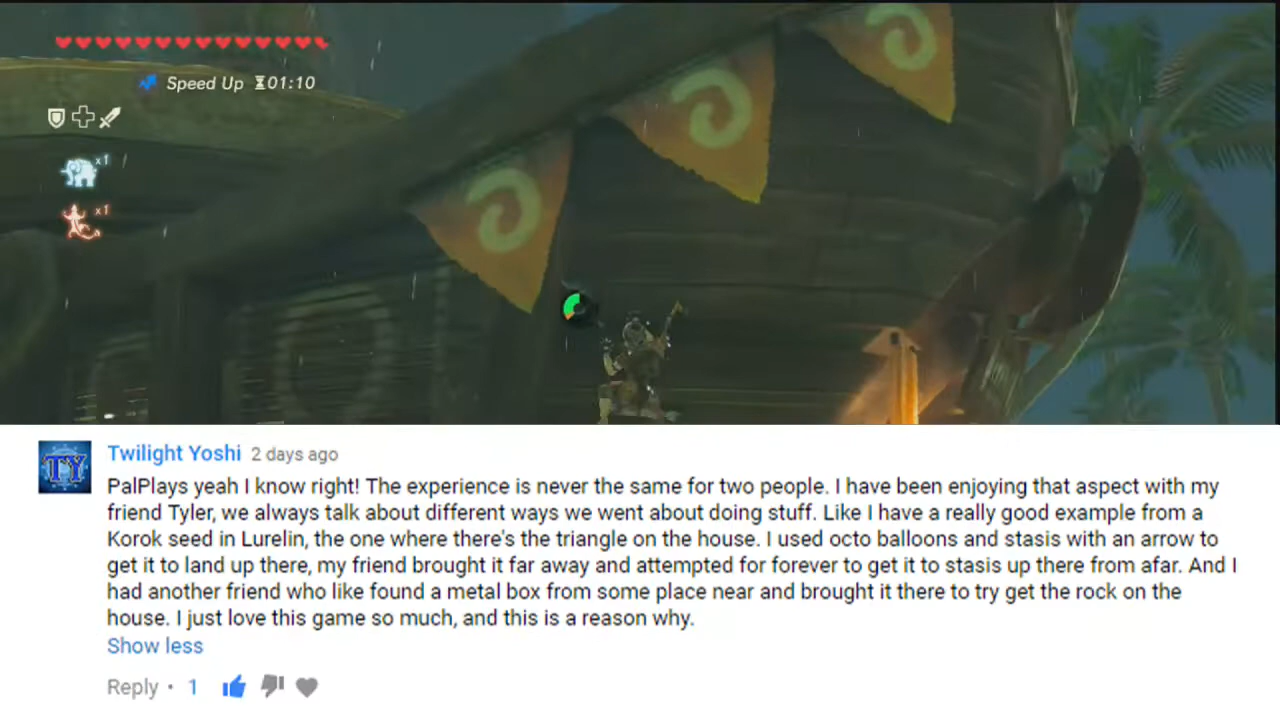 Speed Up 01:10
x1
x1
TY
Twilight Yoshi 2 days ago
PalPlays yeah I know right! The experience is never the same for two people. I have been enjoying that aspect with my
friend Tyler, we always talk about different ways we went about doing stuff. Like I have a really good example from a
Korok seed in Lurelin, the one where there's the triangle on the house. I used octo balloons and stasis with an arrow to
get it to land up there, my friend brought it far away and attempted for forever to get it to stasis up there from afar. And I
had another friend who like found a metal box from some place near and brought it there to try get the rock on the
house. I just love this game so much, and this is a reason why.
Show less
Reply • 1